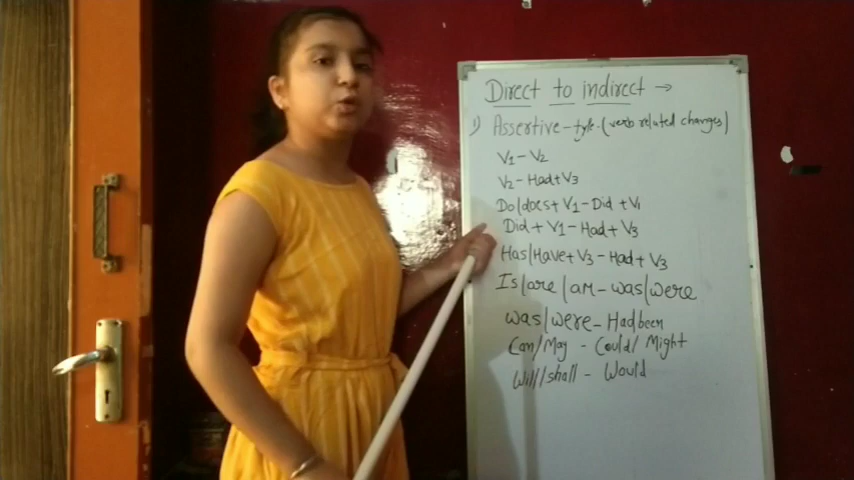 Direct to indirect →
1) Assertive-type-(verb related changes)
V1 - V2
V2 - Had+V3
Do/does + V1 - Did + V1
Did + V1 - Had + V3
Has/Have + V3 - Had + V3
Is/are/am - was/were
was/were - Had been
Can/May - Could/Might
Will/shall - Would